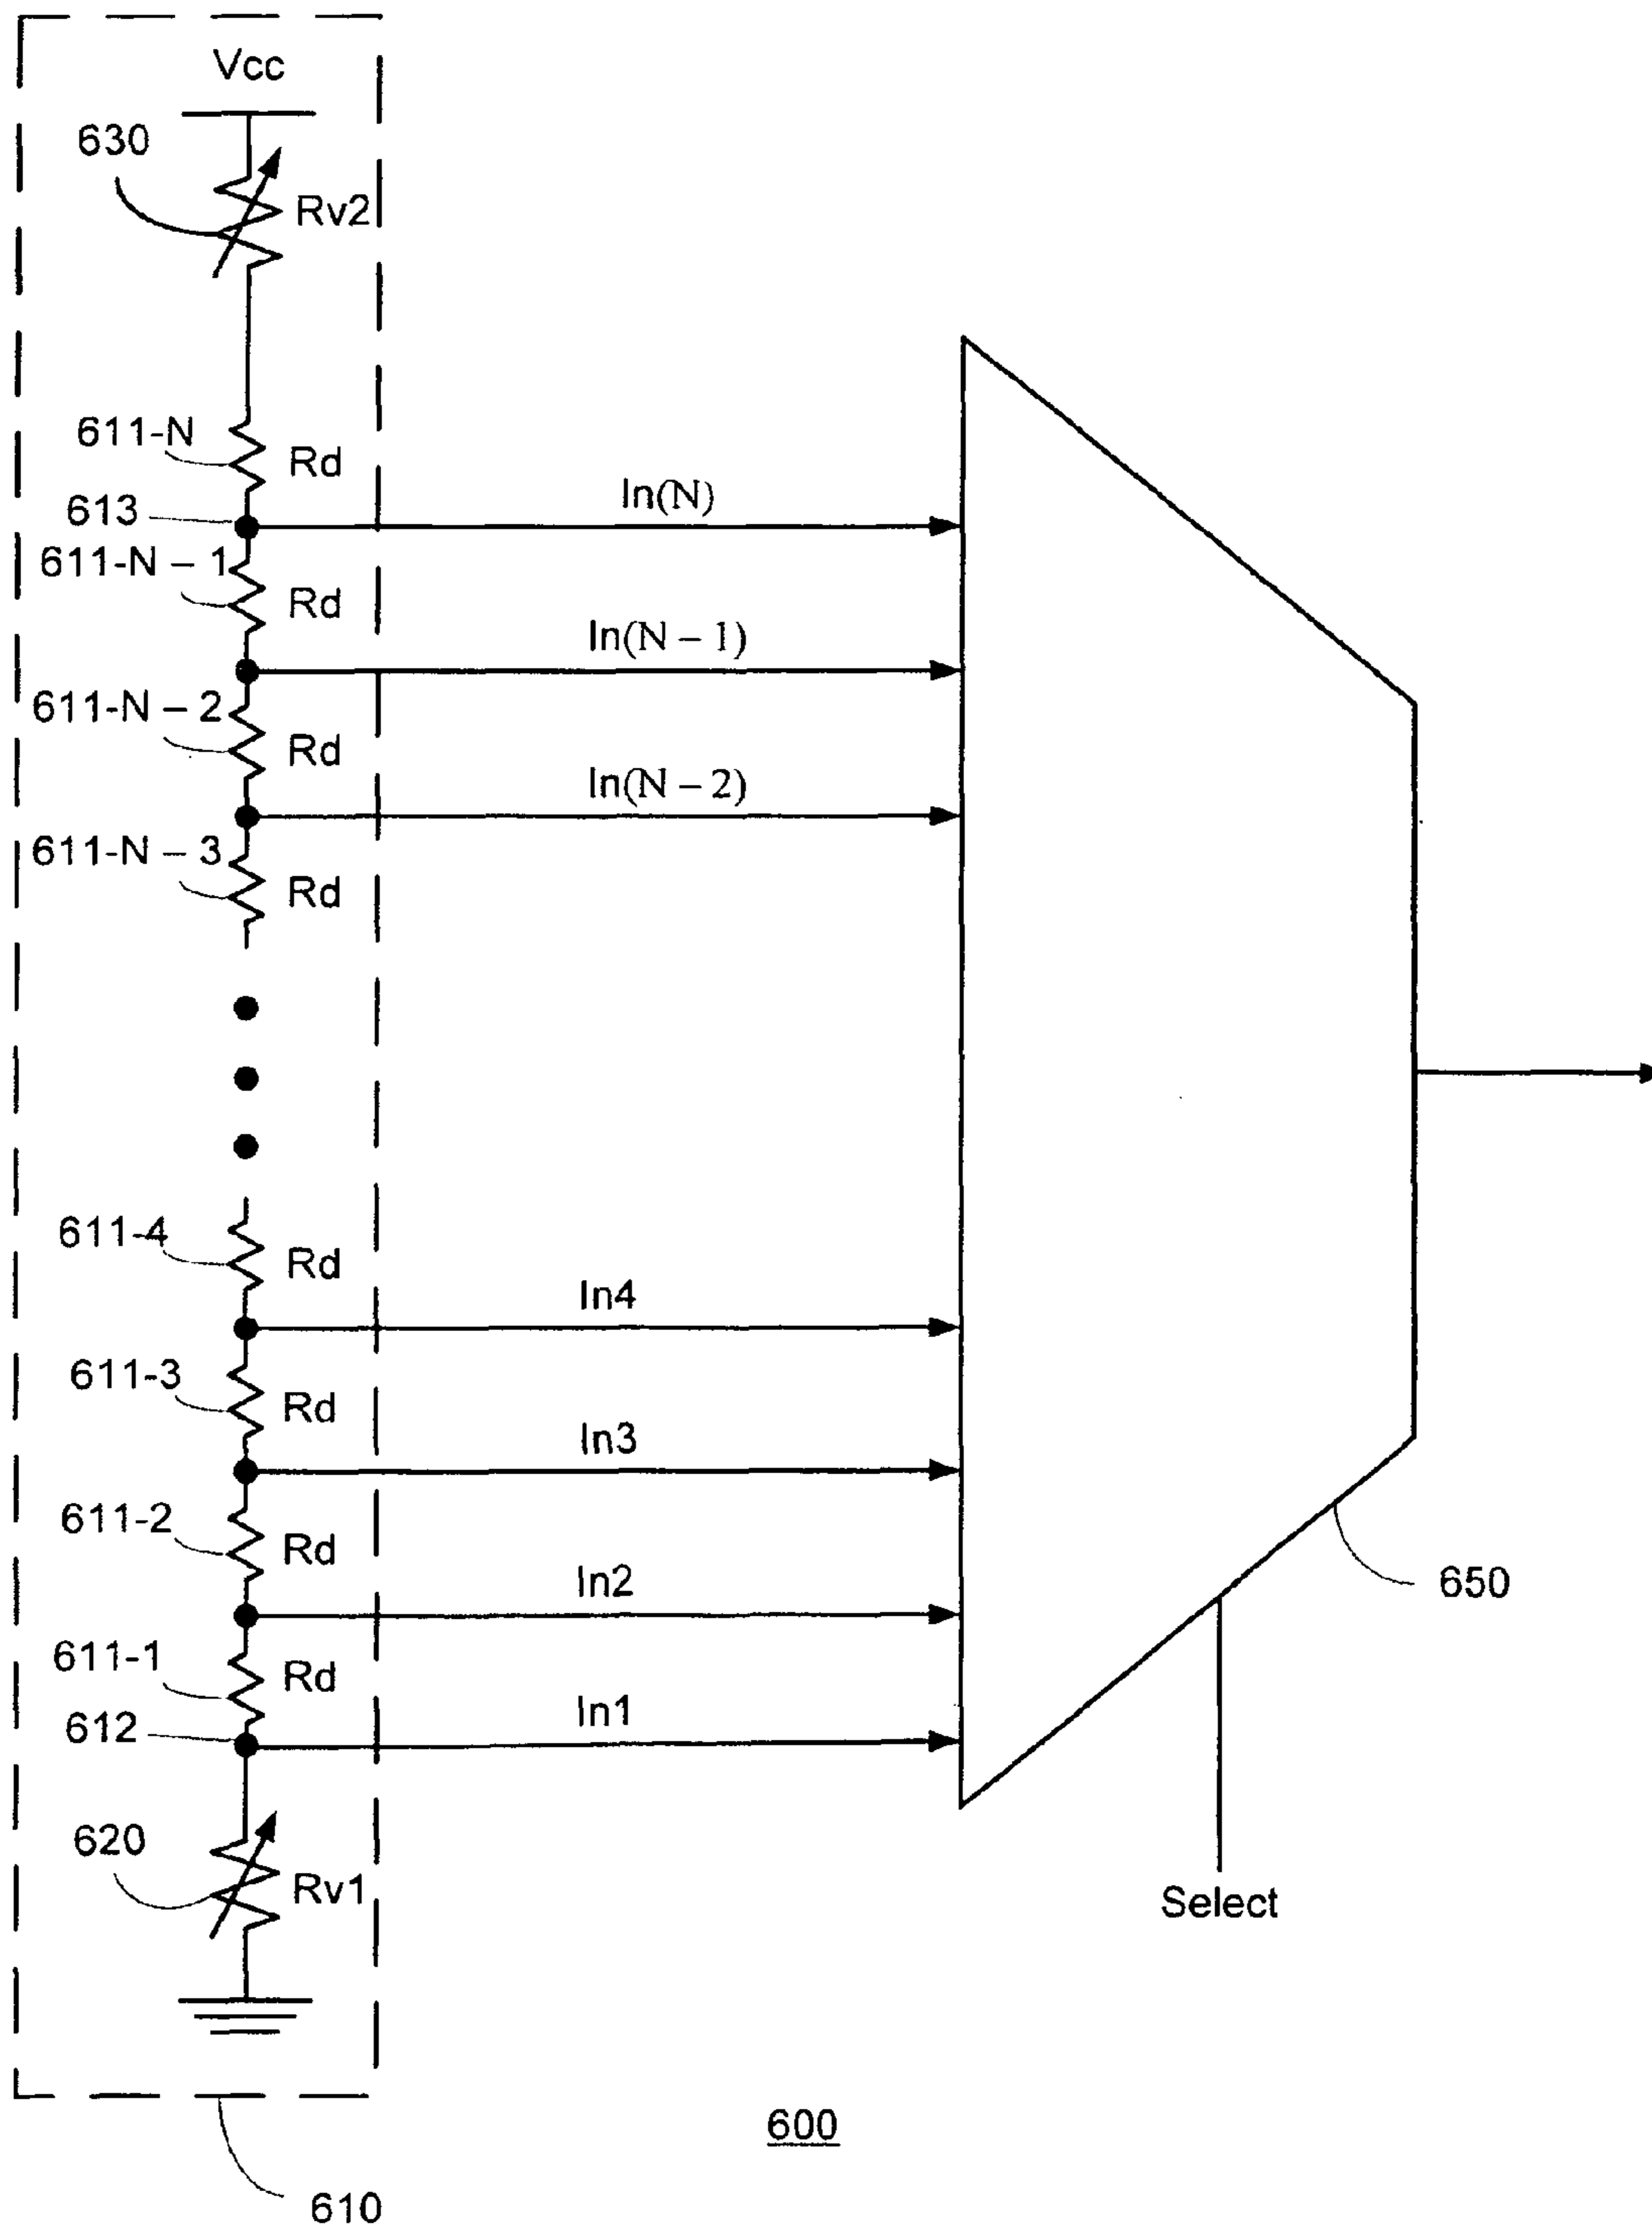 Vcc
630
Rv2
611-N
Rd
In(N)
613
611-N – 1
Rd
In(N – 1)
611-N – 2
Rd
In(N – 2)
611-N – 3
Rd
611-4
Rd
In4
611-3
Rd
In3
611-2
Rd
In2
650
611-1
Rd
In1
612
620
Rv1
Select
600
610